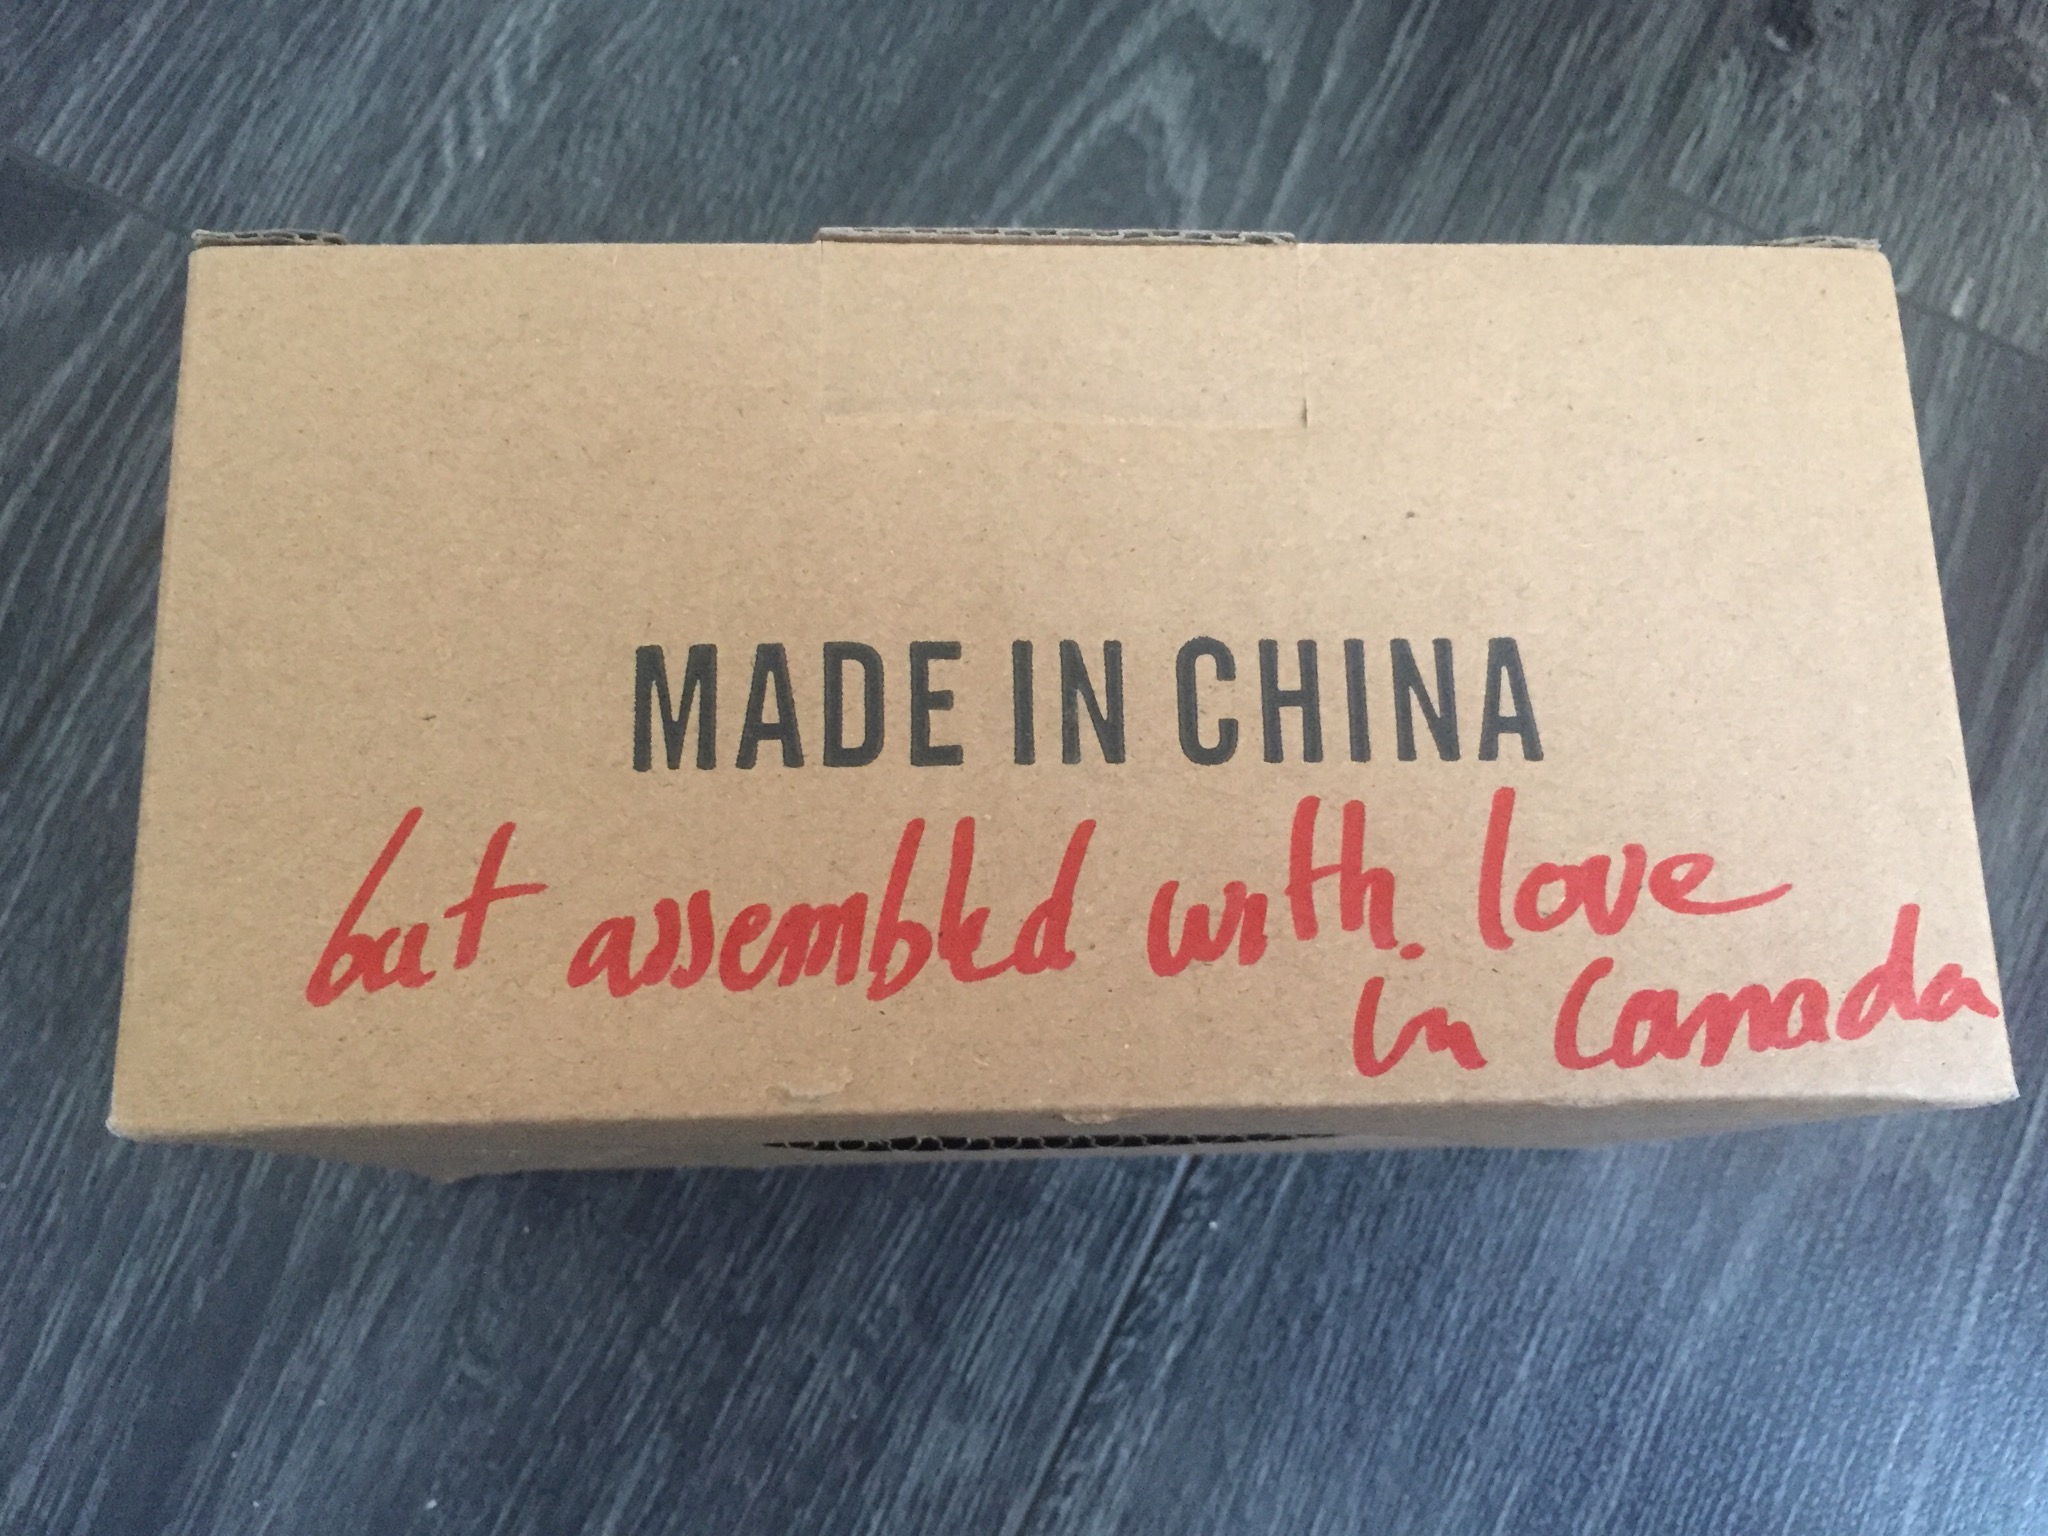 MADE IN CHINA
but assembled with love
in Canada